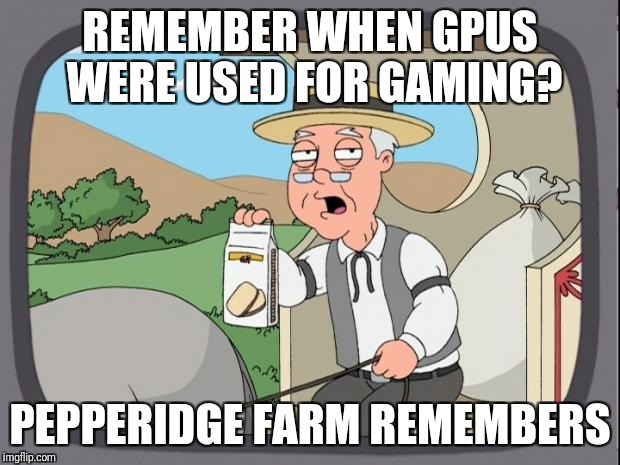 REMEMBER WHEN GPUS
WERE USED FOR GAMING?
PEPPERIDGE FARM REMEMBERS
imgflip.com